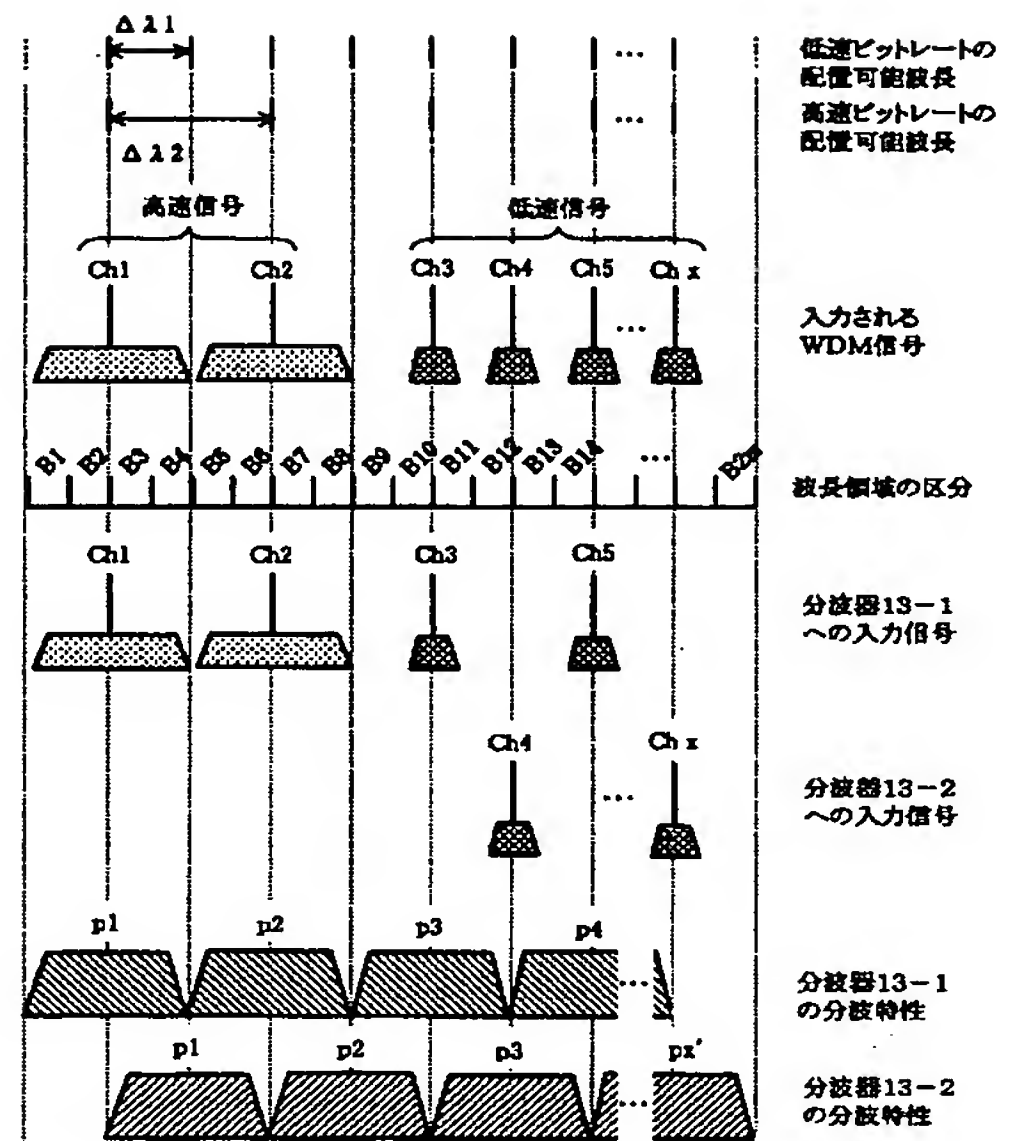 Δλ1
...
低速ビットレートの
配置可能波長
...
高速ビットレートの
配置可能波長
Δλ2
高速信号
低速信号
Ch1 Ch2 Ch3 Ch4 Ch5 Ch x
...
入力される
WDM信号
B1 B2 B3 B4 B5 B6 B7 B8 B9 B10 B11 B12 B13 B14 ... B2m
波長領域の区分
Ch1 Ch2 Ch3 Ch5
分波器13-1
への入力信号
Ch4 Ch x
...
分波器13-2
への入力信号
p1 p2 p3 p4
...
分波器13-1
の分波特性
p1 p2 p3 px'
...
分波器13-2
の分波特性